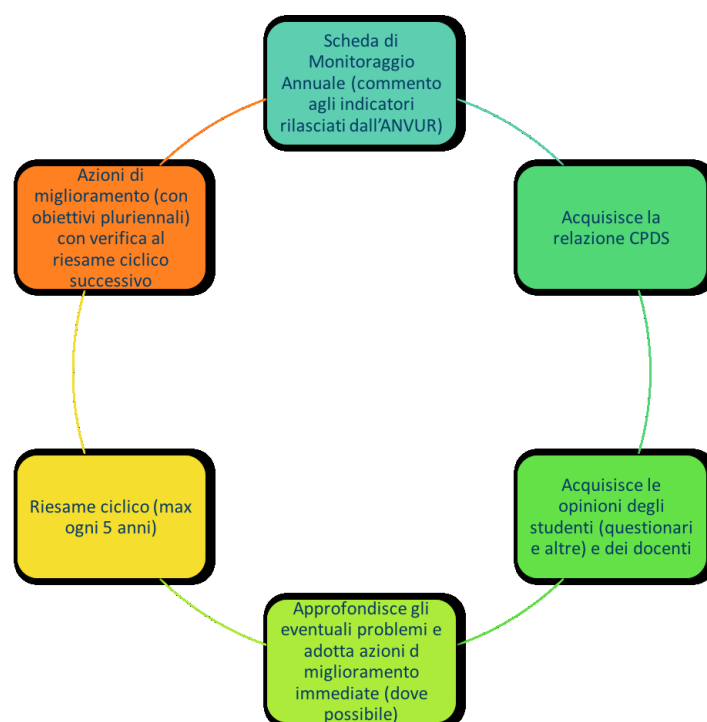 Scheda di
Monitoraggio
Annuale (commento
agli indicatori
rilasciati dall'ANVUR)
Acquisisce la
relazione CPDS
Acquisisce le
opinioni degli
studenti (questionari
e altre) e dei docenti
Approfondisce gli
eventuali problemi e
adotta azioni d
miglioramento
immediate (dove
possibile)
Riesame ciclico (max
ogni 5 anni)
Azioni di
miglioramento (con
obiettivi pluriennali)
con verifica al
riesame ciclico
successivo